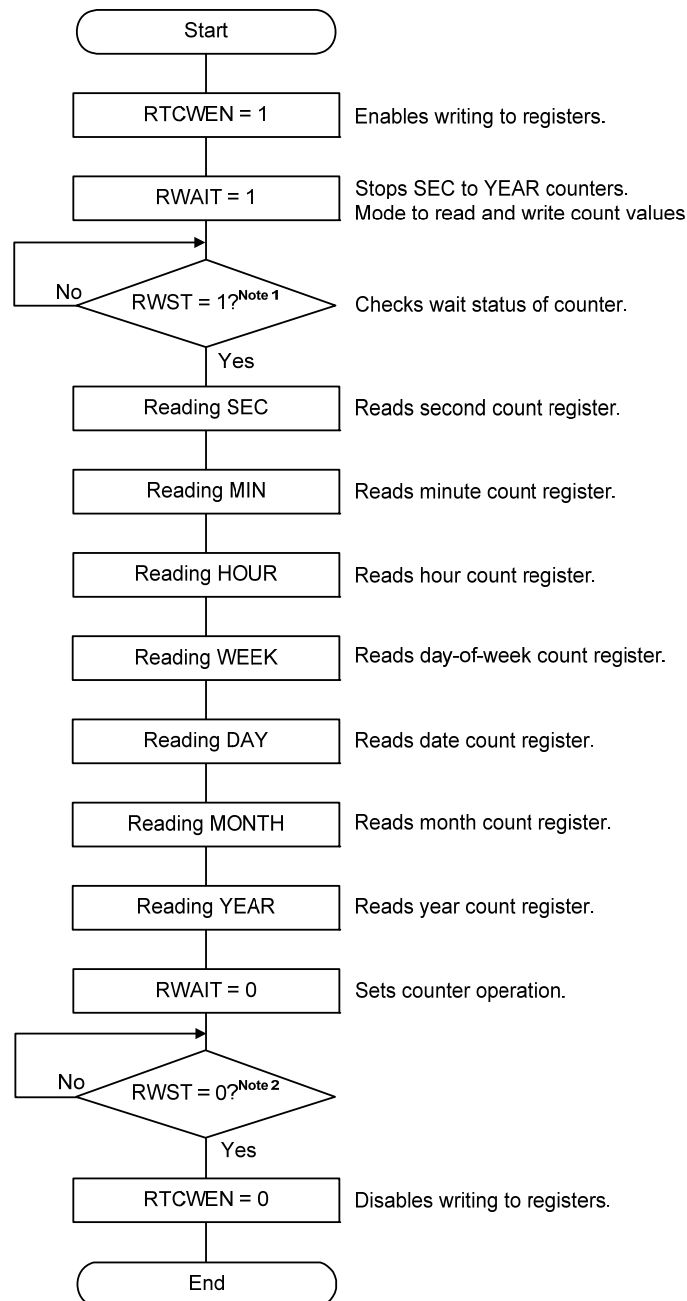 Start
RTCWEN = 1
Enables writing to registers.
RWAIT = 1
Stops SEC to YEAR counters.
Mode to read and write count values
No
RWST = 1?Note 1
Checks wait status of counter.
Yes
Reading SEC
Reads second count register.
Reading MIN
Reads minute count register.
Reading HOUR
Reads hour count register.
Reading WEEK
Reads day-of-week count register.
Reading DAY
Reads date count register.
Reading MONTH
Reads month count register.
Reading YEAR
Reads year count register.
RWAIT = 0
Sets counter operation.
No
RWST = 0?Note 2
Yes
RTCWEN = 0
Disables writing to registers.
End